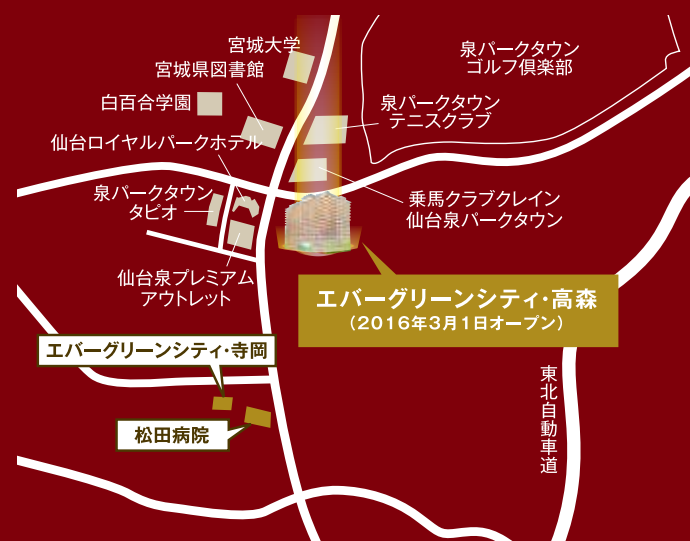 宮城大学
宮城県図書館
白百合学園
仙台ロイヤルパークホテル
泉パークタウン
タピオ
仙台泉プレミアム
アウトレット
泉パークタウン
ゴルフ倶楽部
泉パークタウン
テニスクラブ
乗馬クラブクレイン
仙台泉パークタウン
エバーグリーンシティ・高森
（2016年3月1日オープン）
エバーグリーンシティ・寺岡
松田病院
東北自動車道